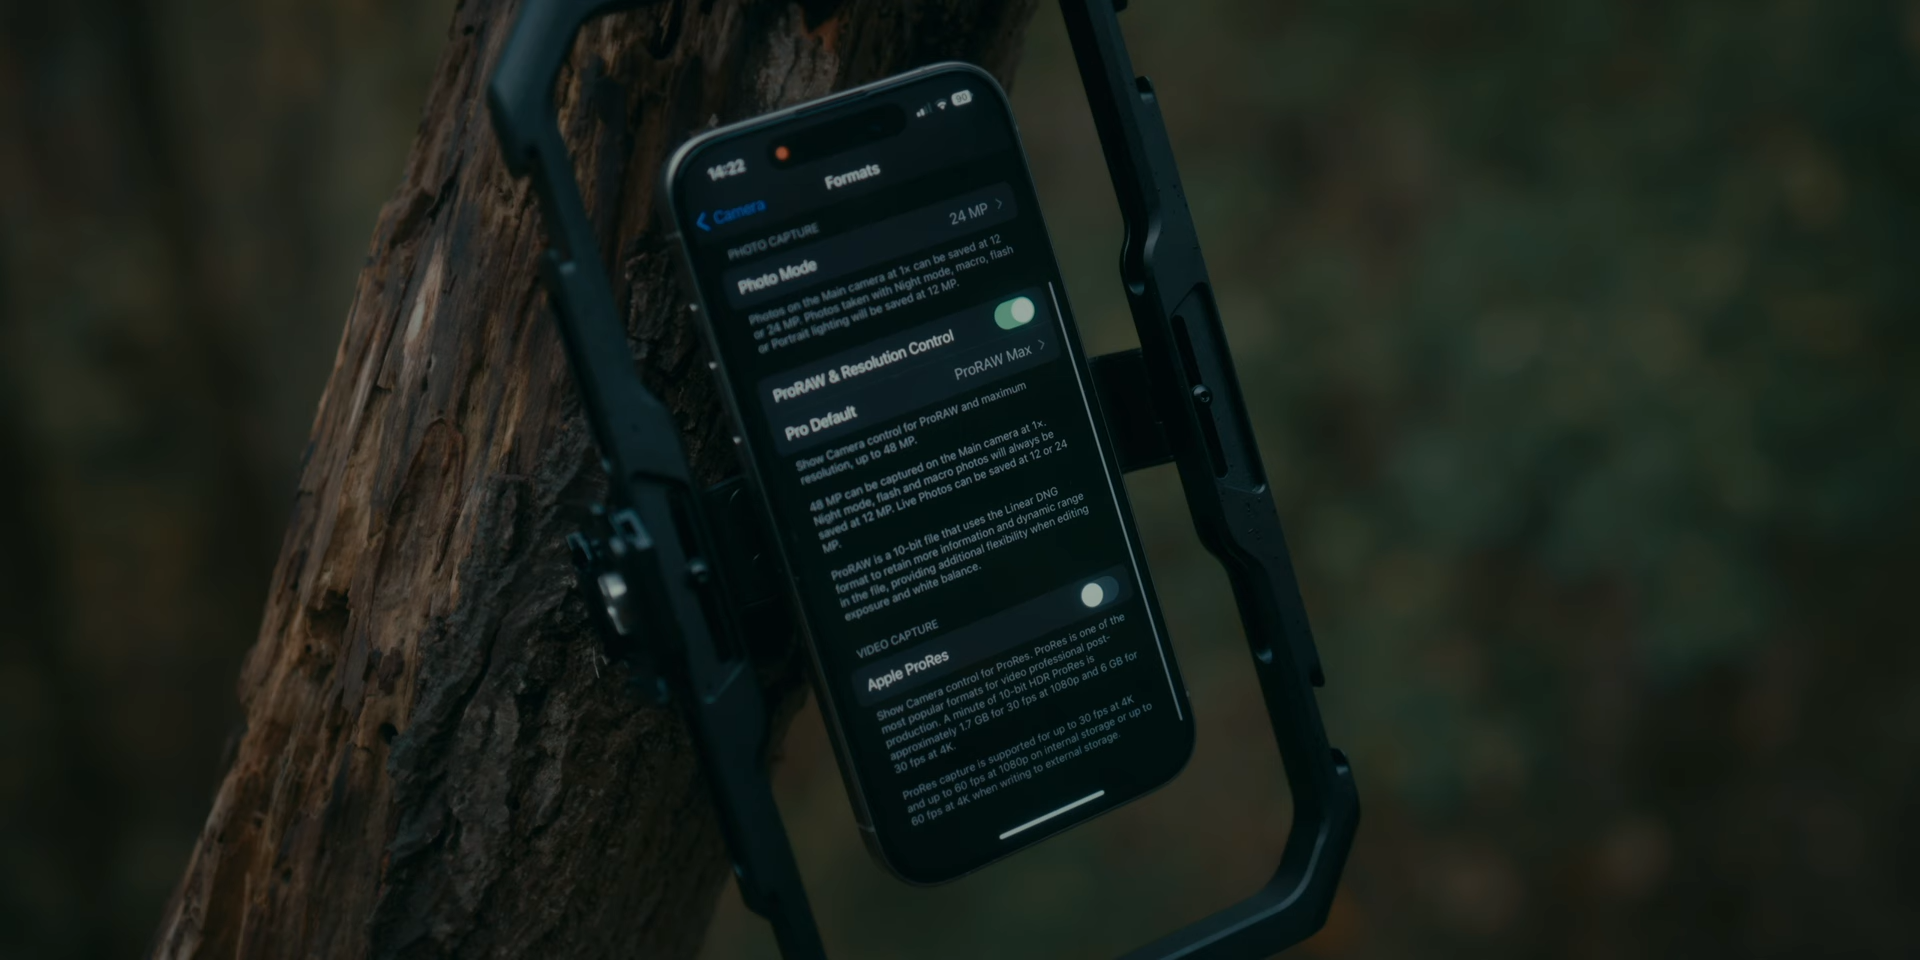 14:22
90
Camera
Formats
PHOTO CAPTURE
Photo Mode 24 MP
Photos on the Main camera at 1x can be saved at 12
or 24 MP. Photos taken with Night mode, macro, flash
or Portrait lighting will be saved at 12 MP.
ProRAW & Resolution Control
Pro Default ProRAW Max
Show Camera control for ProRAW and maximum
resolution, up to 48 MP.
48 MP can be captured on the Main camera at 1x.
Night mode, flash and macro photos will always be
saved at 12 MP. Live Photos can be saved at 12 or 24
MP.
ProRAW is a 10-bit file that uses the Linear DNG
format to retain more information and dynamic range
in the file, providing additional flexibility when editing
exposure and white balance.
VIDEO CAPTURE
Apple ProRes
Show Camera control for ProRes. ProRes is one of the
most popular formats for video professional post-
production. A minute of 10-bit HDR ProRes is
approximately 1.7 GB for 30 fps at 1080p and 6 GB for
30 fps at 4K.
ProRes capture is supported for up to 30 fps at 4K
and up to 60 fps at 1080p on internal storage or up to
60 fps at 4K when writing to external storage.